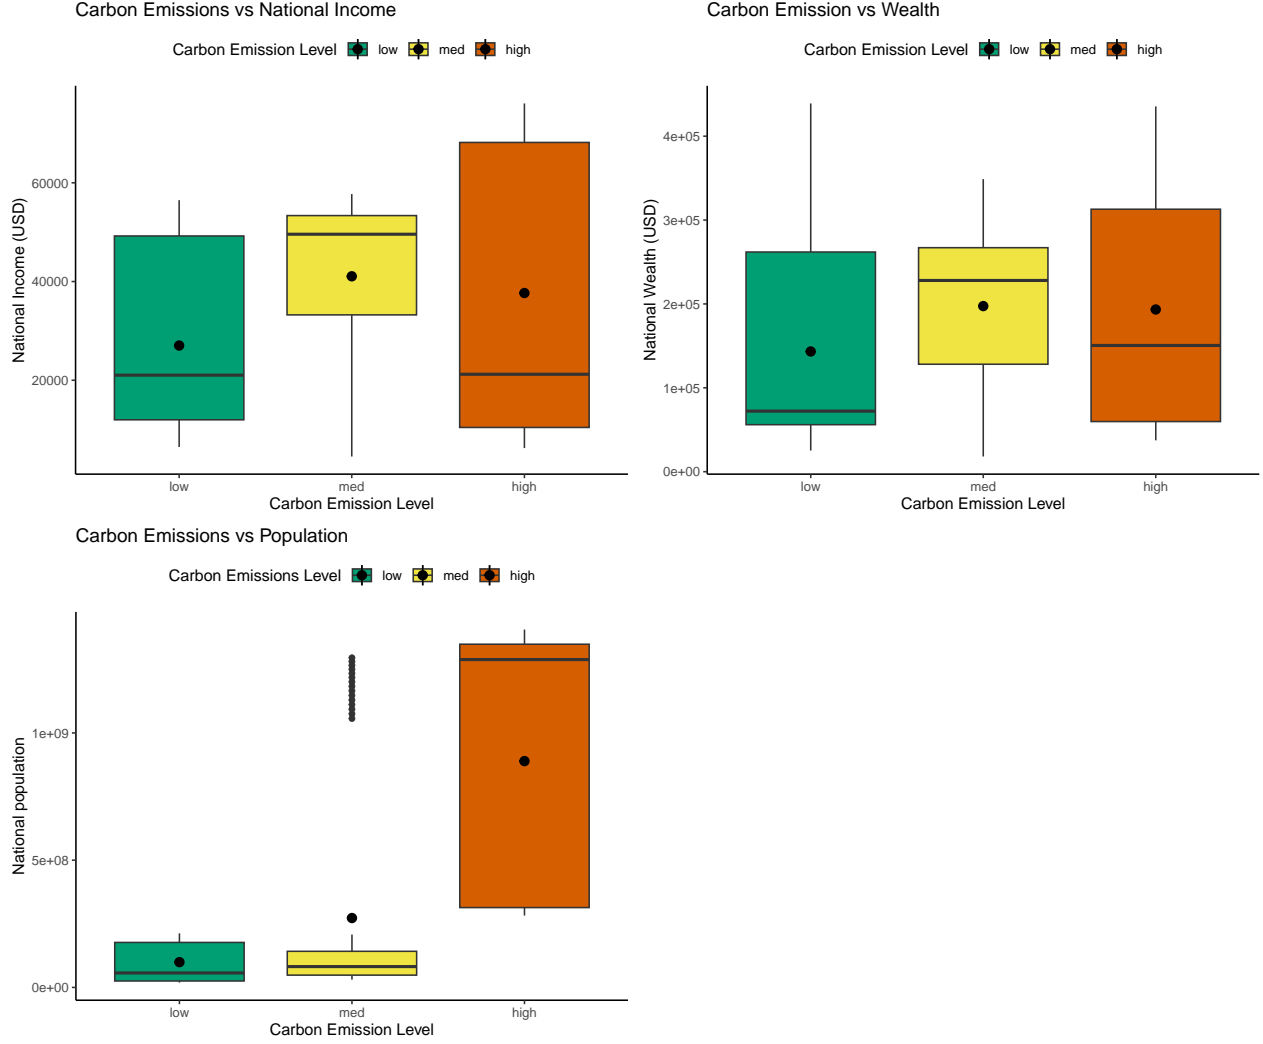 Carbon Emissions vs National Income
Carbon Emission Level low med high
National Income (USD)
60000
40000
20000
low med high
Carbon Emission Level
Carbon Emission vs Wealth
Carbon Emission Level low med high
National Wealth (USD)
4e+05
3e+05
2e+05
1e+05
0e+00
low med high
Carbon Emission Level
Carbon Emissions vs Population
Carbon Emissions Level low med high
National population
1e+09
5e+08
0e+00
low med high
Carbon Emission Level